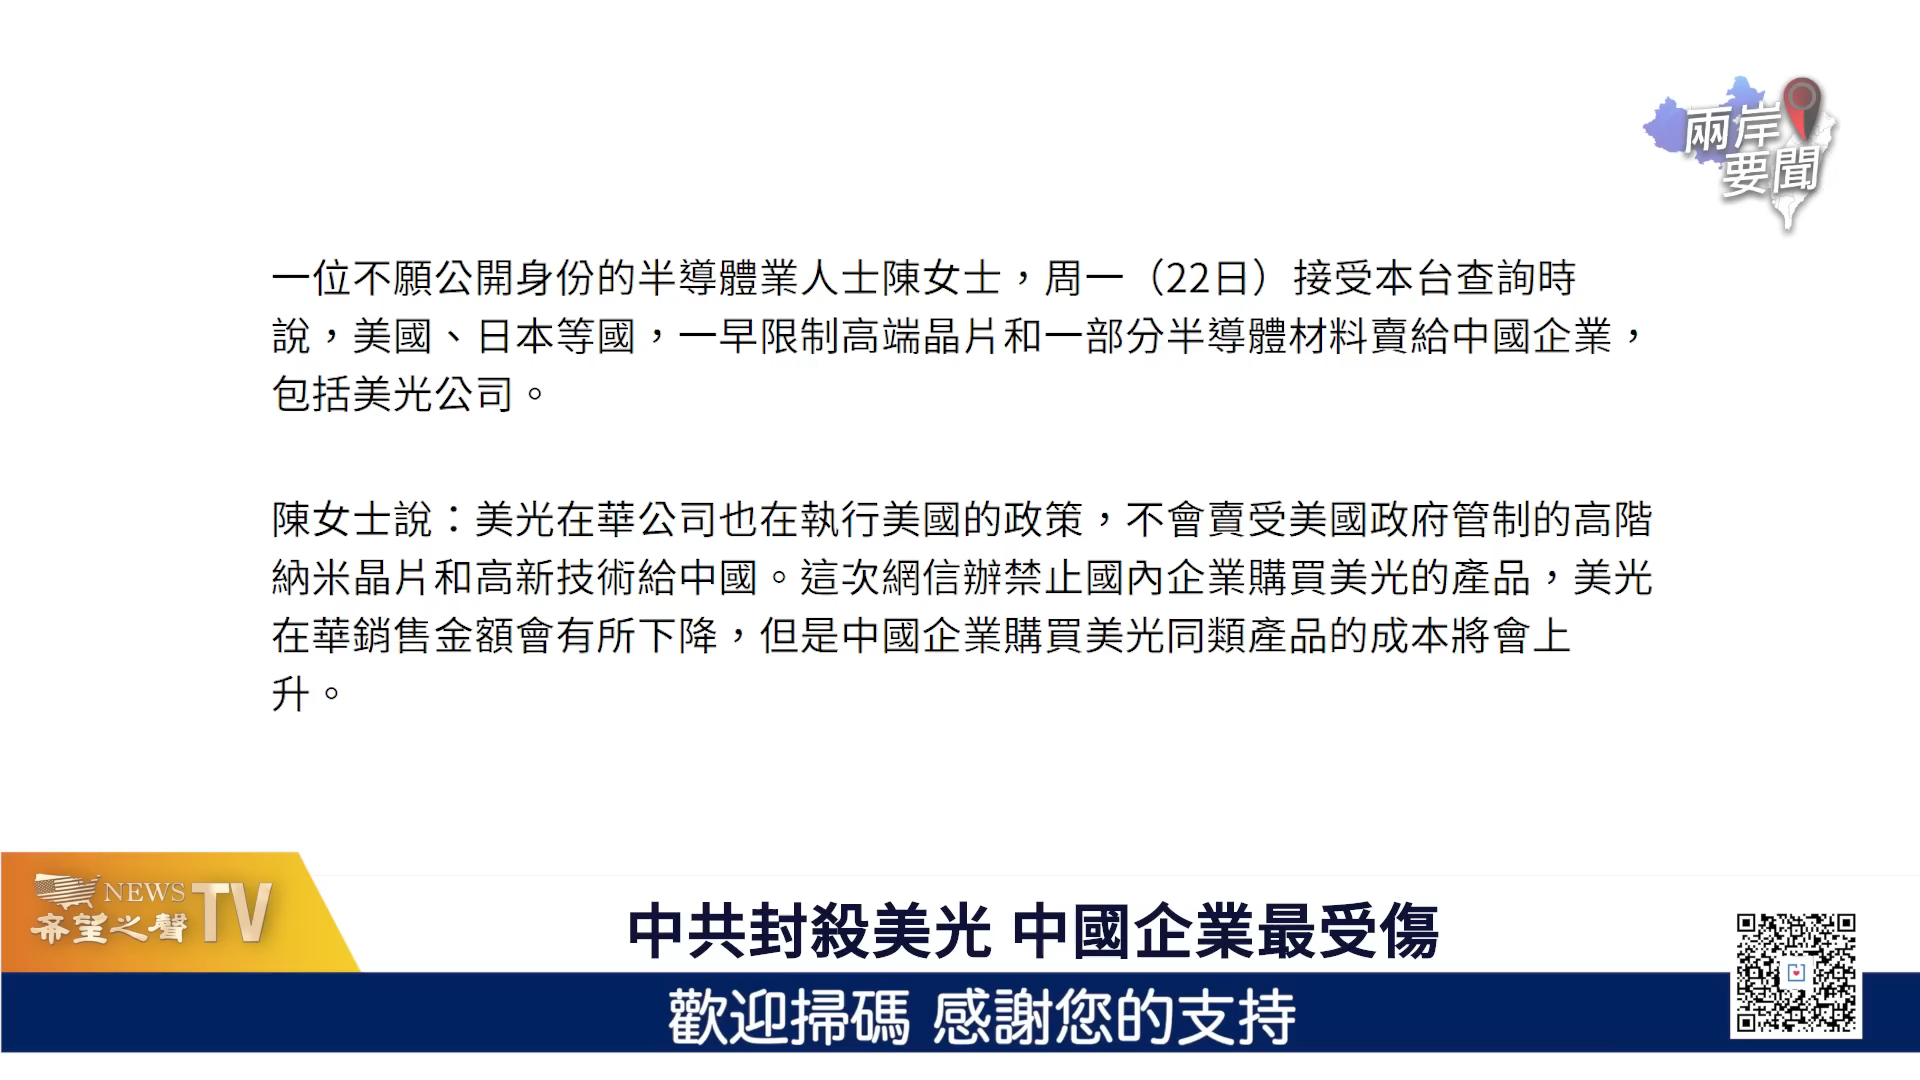 兩岸
要聞
一位不願公開身份的半導體業人士陳女士，周一（22日）接受本台查詢時
說，美國、日本等國，一早限制高端晶片和一部分半導體材料賣給中國企業，
包括美光公司。
陳女士說：美光在華公司也在執行美國的政策，不會賣受美國政府管制的高階
納米晶片和高新技術給中國。這次網信辦禁止國內企業購買美光的產品，美光
在華銷售金額會有所下降，但是中國企業購買美光同類產品的成本將會上
升。
NEWS
希望之聲TV
中共封殺美光 中國企業最受傷
歡迎掃碼 感謝您的支持